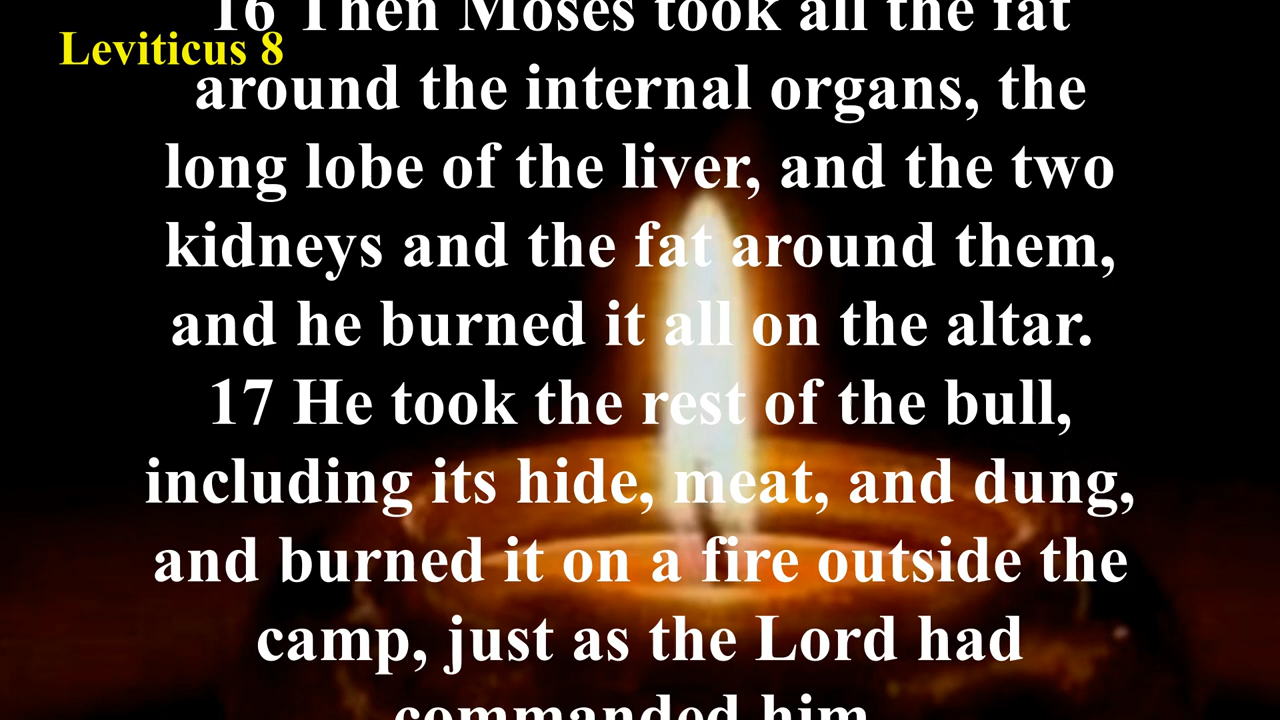 16 Then Moses took all the fat
Leviticus 8
around the internal organs, the
long lobe of the liver, and the two
kidneys and the fat around them,
and he burned it all on the altar.
17 He took the rest of the bull,
including its hide, meat, and dung,
and burned it on a fire outside the
camp, just as the Lord had
commanded him